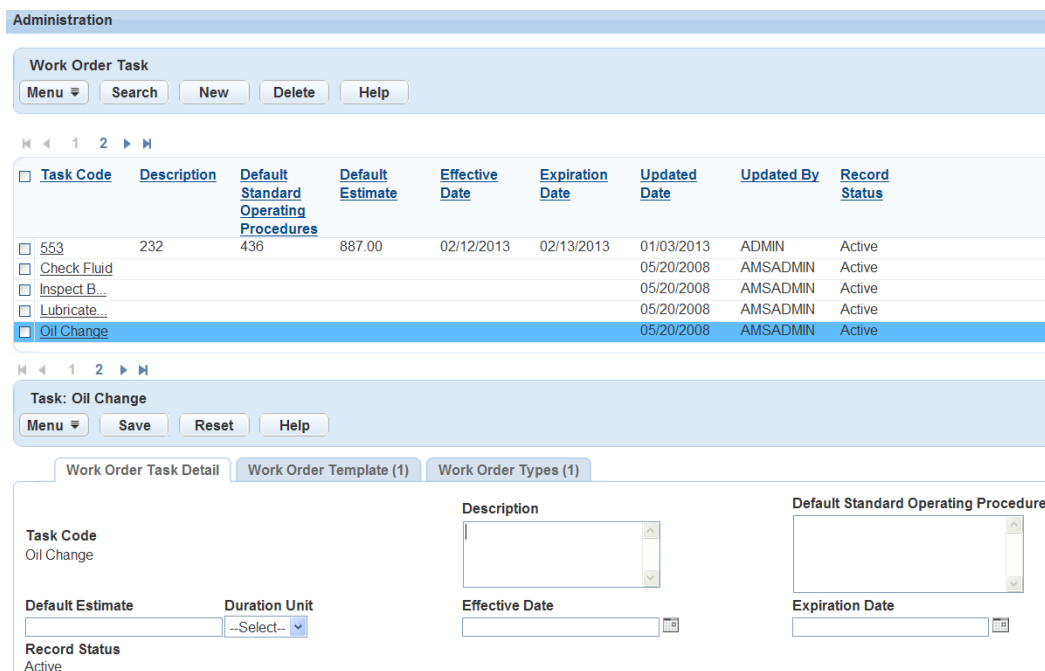 Administration
Work Order Task
Menu Search New Delete Help
1 2
Task Code Description Default Standard Operating Procedures Default Estimate Effective Date Expiration Date Updated Date Updated By Record Status
553 232 436 887.00 02/12/2013 02/13/2013 01/03/2013 ADMIN Active
Check Fluid 05/20/2008 AMSADMIN Active
Inspect B... 05/20/2008 AMSADMIN Active
Lubricate... 05/20/2008 AMSADMIN Active
Oil Change 05/20/2008 AMSADMIN Active
1 2
Task: Oil Change
Menu Save Reset Help
Work Order Task Detail Work Order Template (1) Work Order Types (1)
Task Code
Oil Change
Description
Default Standard Operating Procedure
Default Estimate Duration Unit Effective Date Expiration Date
--Select--
Record Status
Active